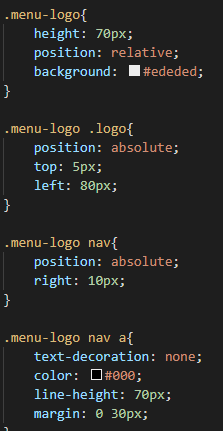 .menu-logo{
    height: 70px;
    position: relative;
    background: #ededed;
}

.menu-logo .logo{
    position: absolute;
    top: 5px;
    left: 80px;
}

.menu-logo nav{
    position: absolute;
    right: 10px;
}

.menu-logo nav a{
    text-decoration: none;
    color: #000;
    line-height: 70px;
    margin: 0 30px;